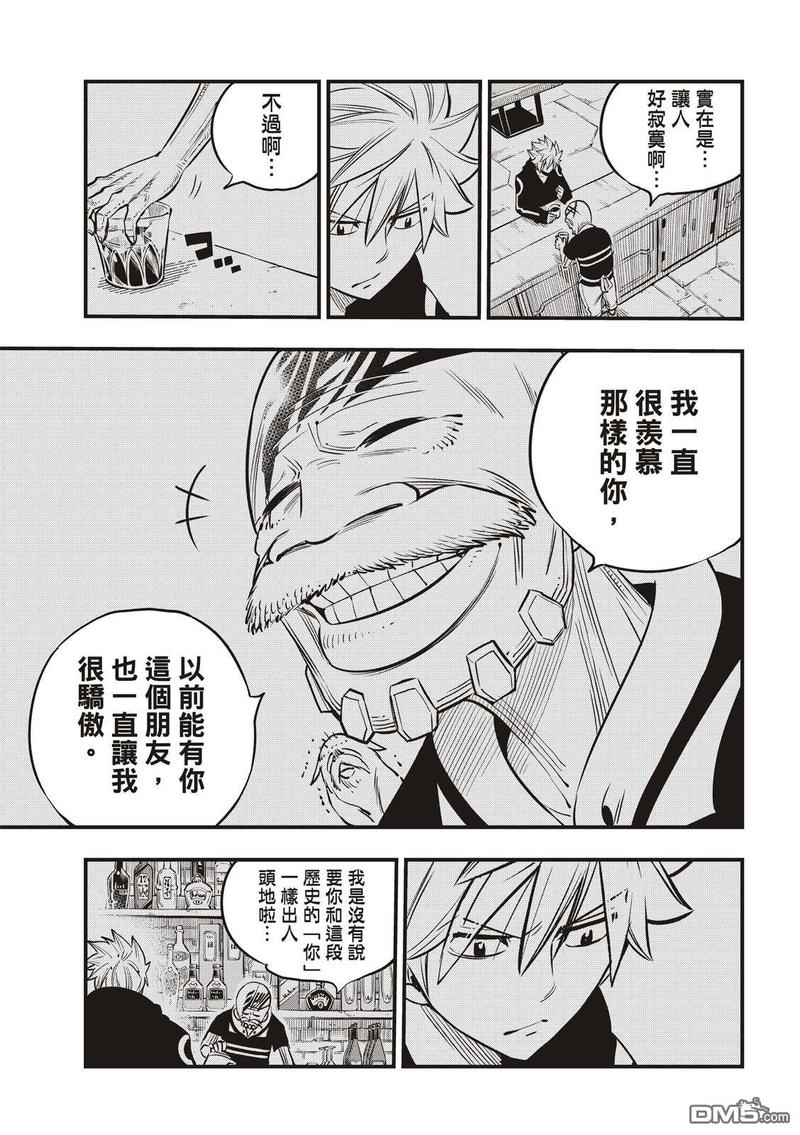 實在是…
讓人
好寂寞啊…
不過啊…
ゴッ
我一直
很羨慕
那樣的你，
以前能有你
這個朋友，
也一直讓我
很驕傲。
我是沒有說
要你和這段
歷史的「你」
一樣出人
頭地啦…
DM5.com